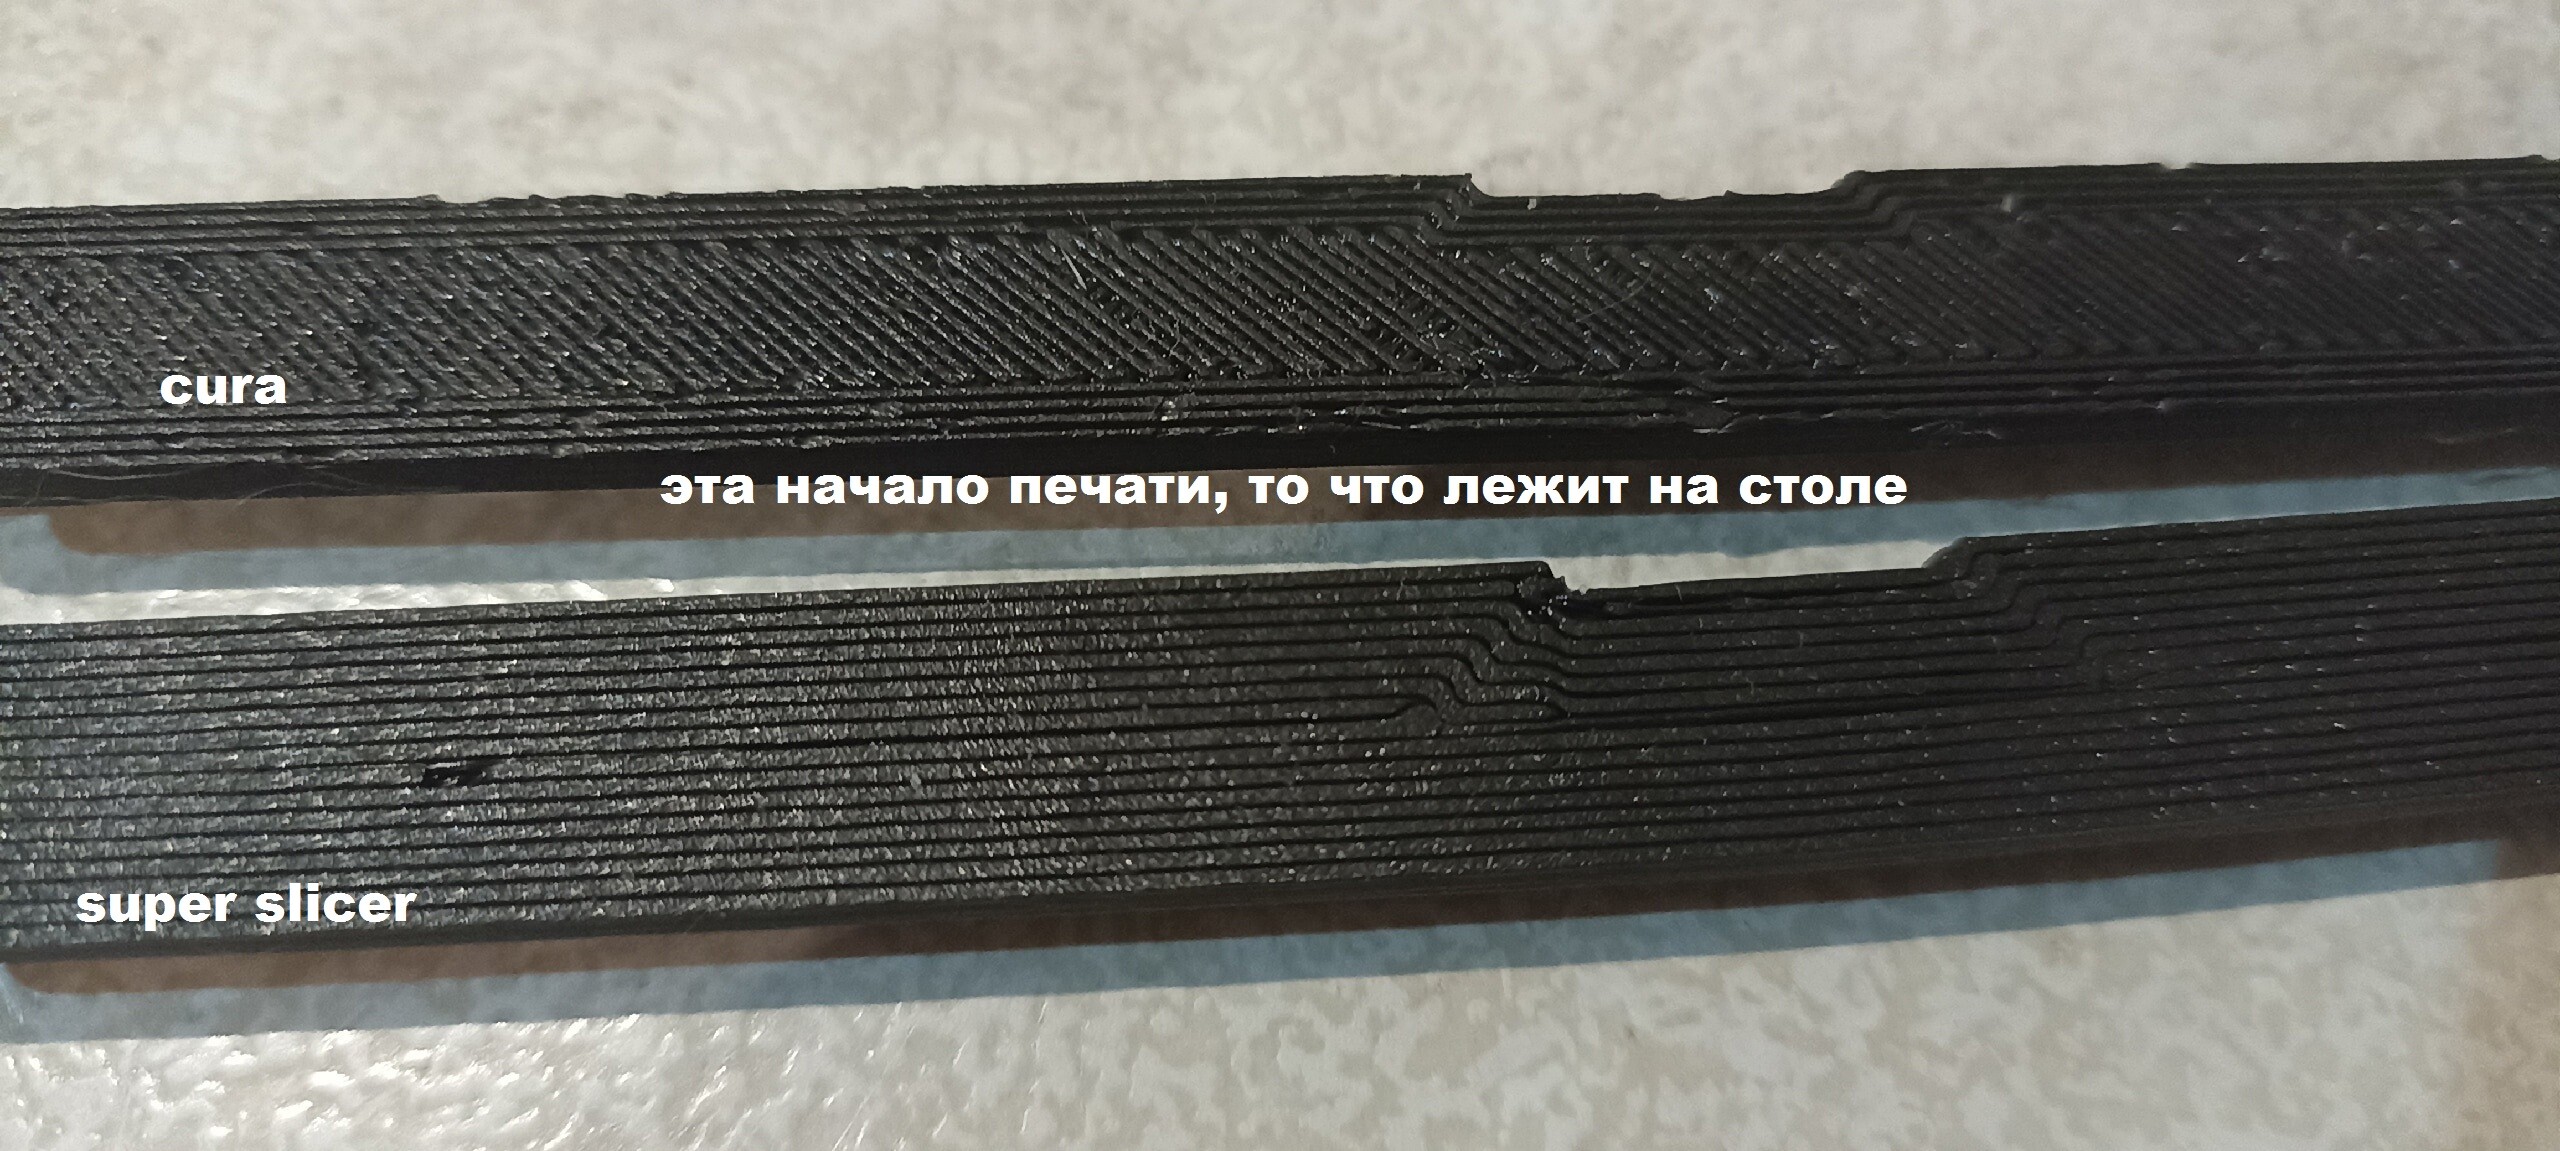 cura
эта начало печати, то что лежит на столе
super slicer